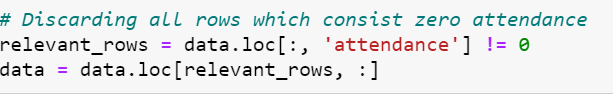 # Discarding all rows which consist zero attendance
relevant_rows = data.loc[:, 'attendance'] != 0
data = data.loc[relevant_rows, :]